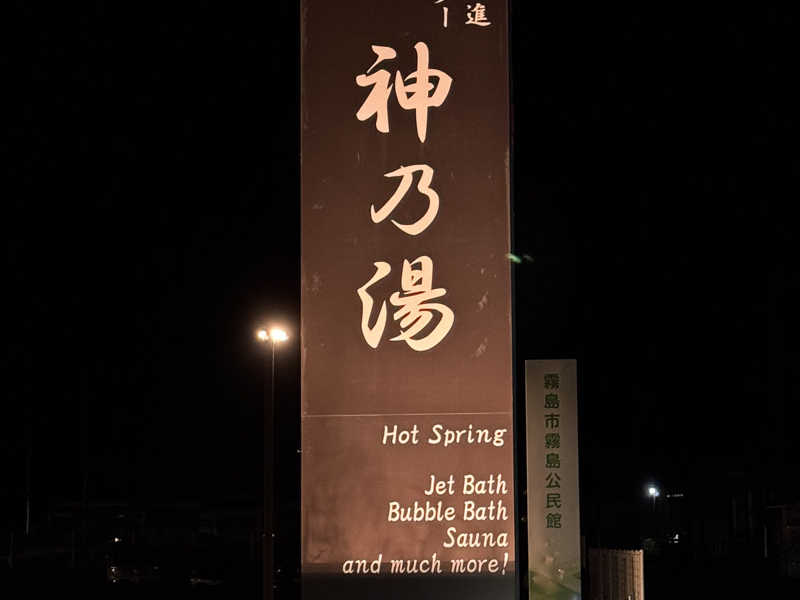 進
ー
神乃湯
Hot Spring
Jet Bath
Bubble Bath
Sauna
and much more!
霧島市霧島公民館